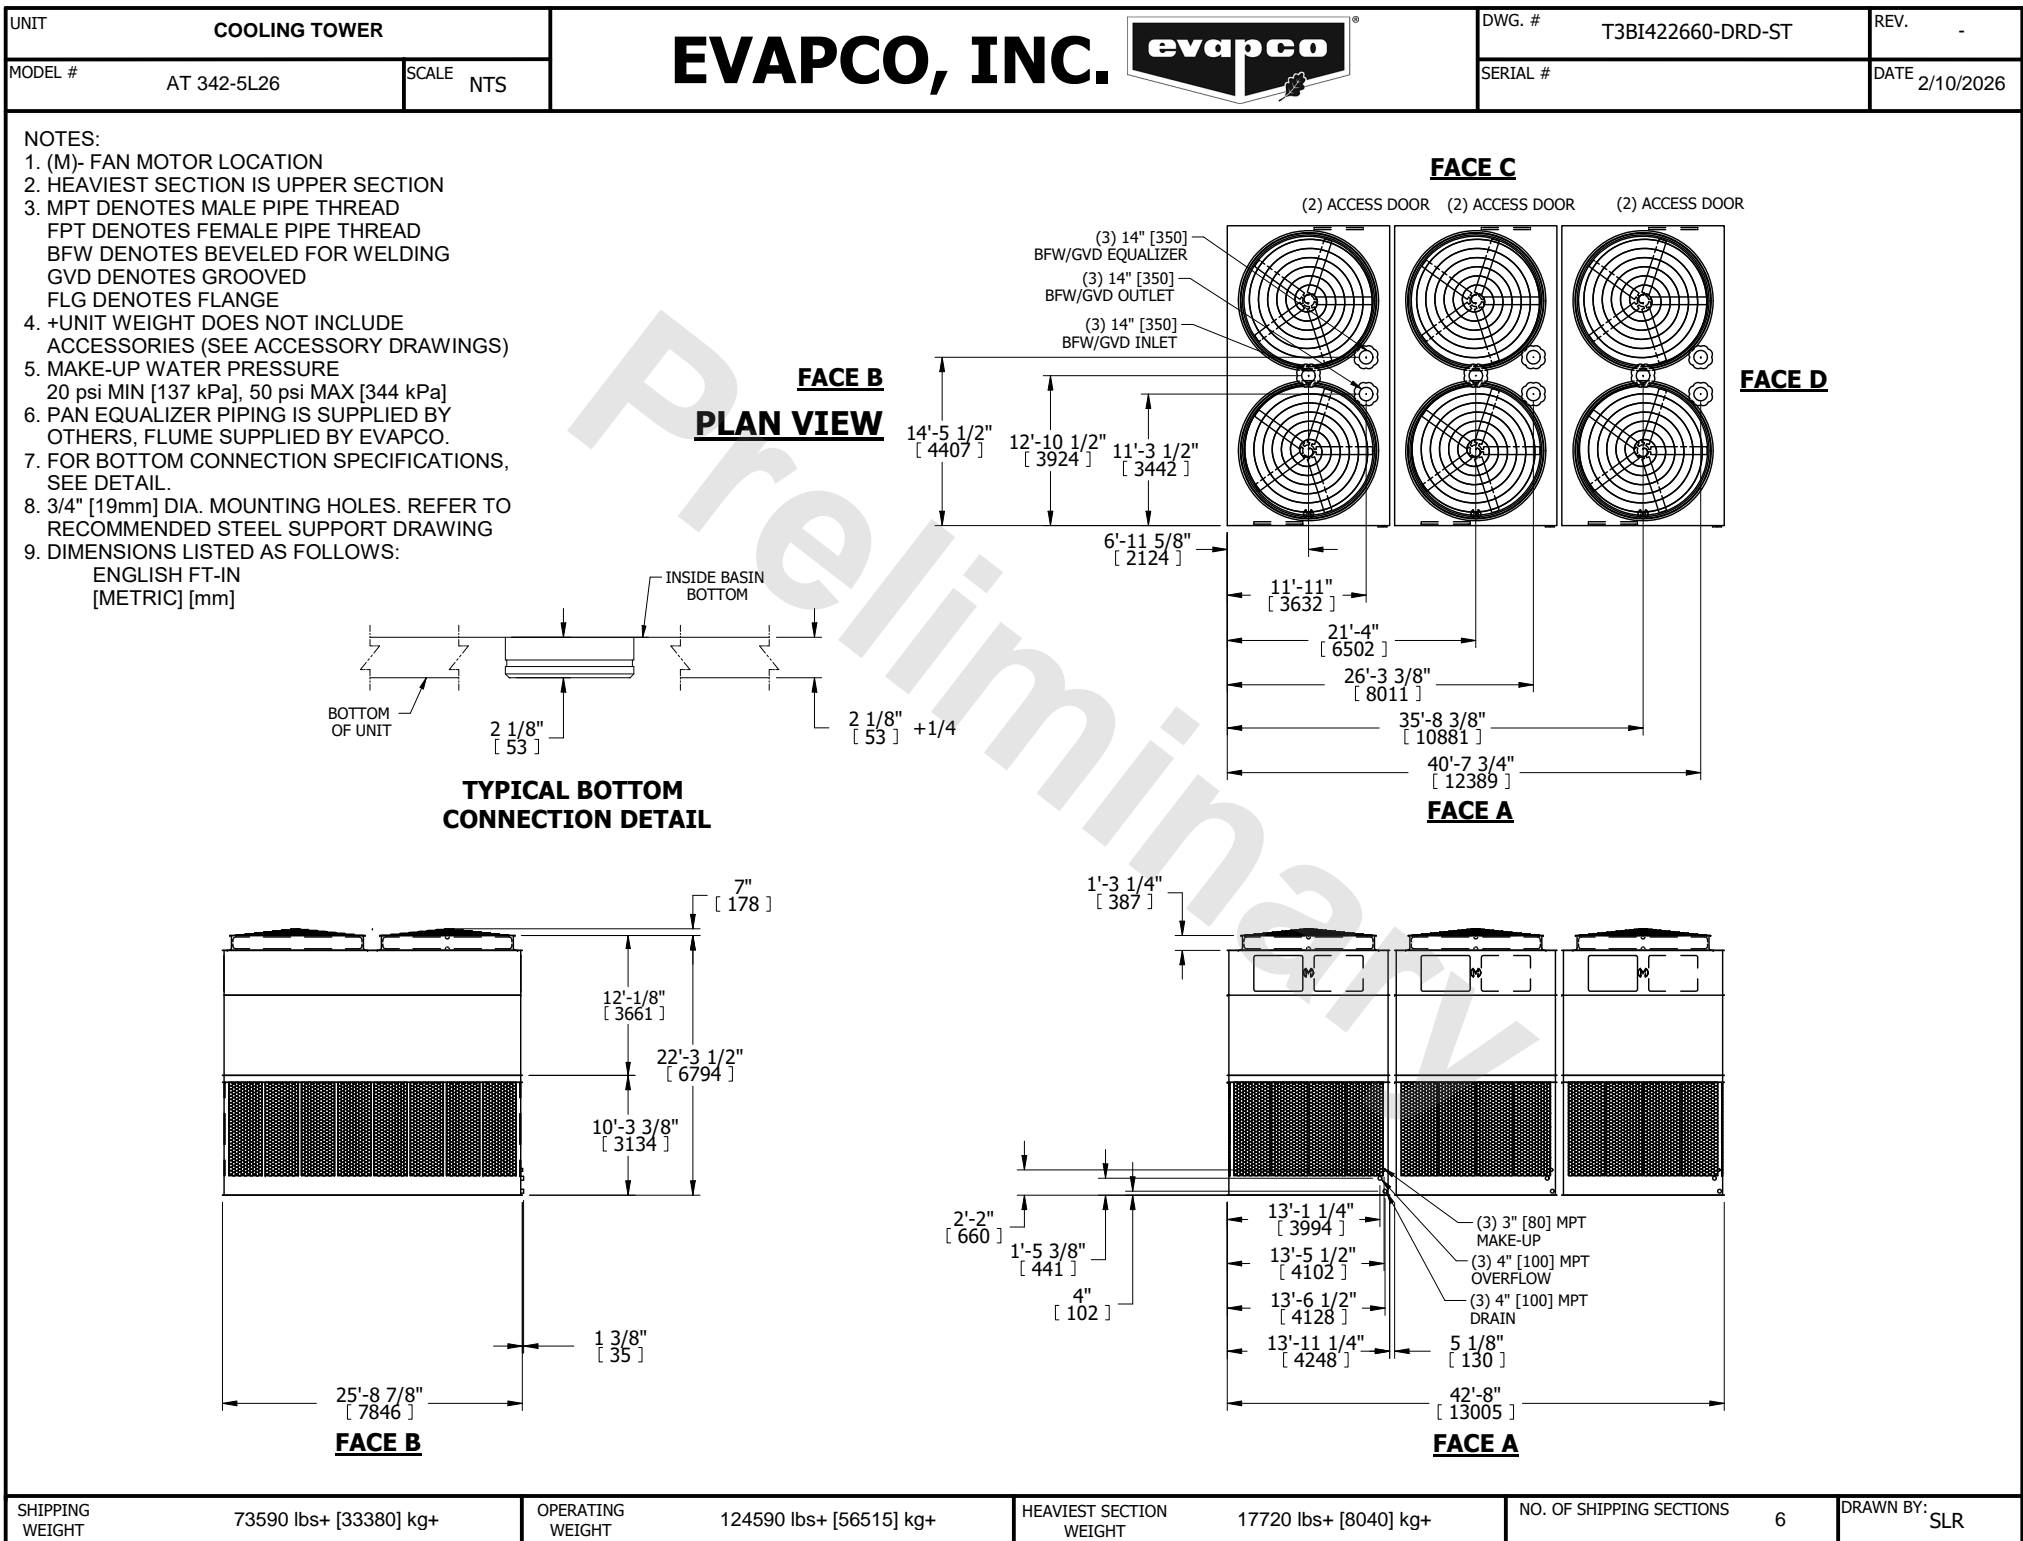 UNIT
COOLING TOWER
MODEL #
AT 342-5L26
SCALE
NTS
EVAPCO, INC.
evapco
®
DWG. #
T3BI422660-DRD-ST
REV.
-
SERIAL #
DATE
2/10/2026
NOTES:
1. (M)- FAN MOTOR LOCATION
2. HEAVIEST SECTION IS UPPER SECTION
3. MPT DENOTES MALE PIPE THREAD
FPT DENOTES FEMALE PIPE THREAD
BFW DENOTES BEVELED FOR WELDING
GVD DENOTES GROOVED
FLG DENOTES FLANGE
4. +UNIT WEIGHT DOES NOT INCLUDE
ACCESSORIES (SEE ACCESSORY DRAWINGS)
5. MAKE-UP WATER PRESSURE
20 psi MIN [137 kPa], 50 psi MAX [344 kPa]
6. PAN EQUALIZER PIPING IS SUPPLIED BY
OTHERS, FLUME SUPPLIED BY EVAPCO.
7. FOR BOTTOM CONNECTION SPECIFICATIONS,
SEE DETAIL.
8. 3/4" [19mm] DIA. MOUNTING HOLES. REFER TO
RECOMMENDED STEEL SUPPORT DRAWING
9. DIMENSIONS LISTED AS FOLLOWS:
ENGLISH FT-IN
[METRIC] [mm]
Preliminary
FACE C
(2) ACCESS DOOR
(2) ACCESS DOOR
(2) ACCESS DOOR
(3) 14" [350]
BFW/GVD EQUALIZER
(3) 14" [350]
BFW/GVD OUTLET
(3) 14" [350]
BFW/GVD INLET
FACE B
PLAN VIEW
FACE D
14'-5 1/2"
[ 4407 ]
12'-10 1/2"
[ 3924 ]
11'-3 1/2"
[ 3442 ]
6'-11 5/8"
[ 2124 ]
11'-11"
[ 3632 ]
21'-4"
[ 6502 ]
26'-3 3/8"
[ 8011 ]
35'-8 3/8"
[ 10881 ]
40'-7 3/4"
[ 12389 ]
FACE A
INSIDE BASIN
BOTTOM
BOTTOM
OF UNIT
2 1/8"
[ 53 ]
2 1/8"
[ 53 ]
+1/4
TYPICAL BOTTOM
CONNECTION DETAIL
7"
[ 178 ]
12'-1/8"
[ 3661 ]
22'-3 1/2"
[ 6794 ]
10'-3 3/8"
[ 3134 ]
1 3/8"
[ 35 ]
25'-8 7/8"
[ 7846 ]
FACE B
1'-3 1/4"
[ 387 ]
(M)
(M)
(M)
2'-2"
[ 660 ]
1'-5 3/8"
[ 441 ]
4"
[ 102 ]
13'-1 1/4"
[ 3994 ]
13'-5 1/2"
[ 4102 ]
13'-6 1/2"
[ 4128 ]
13'-11 1/4"
[ 4248 ]
5 1/8"
[ 130 ]
(3) 3" [80] MPT
MAKE-UP
(3) 4" [100] MPT
OVERFLOW
(3) 4" [100] MPT
DRAIN
42'-8"
[ 13005 ]
FACE A
SHIPPING
WEIGHT
73590 lbs+ [33380] kg+
OPERATING
WEIGHT
124590 lbs+ [56515] kg+
HEAVIEST SECTION
WEIGHT
17720 lbs+ [8040] kg+
NO. OF SHIPPING SECTIONS
6
DRAWN BY:
SLR